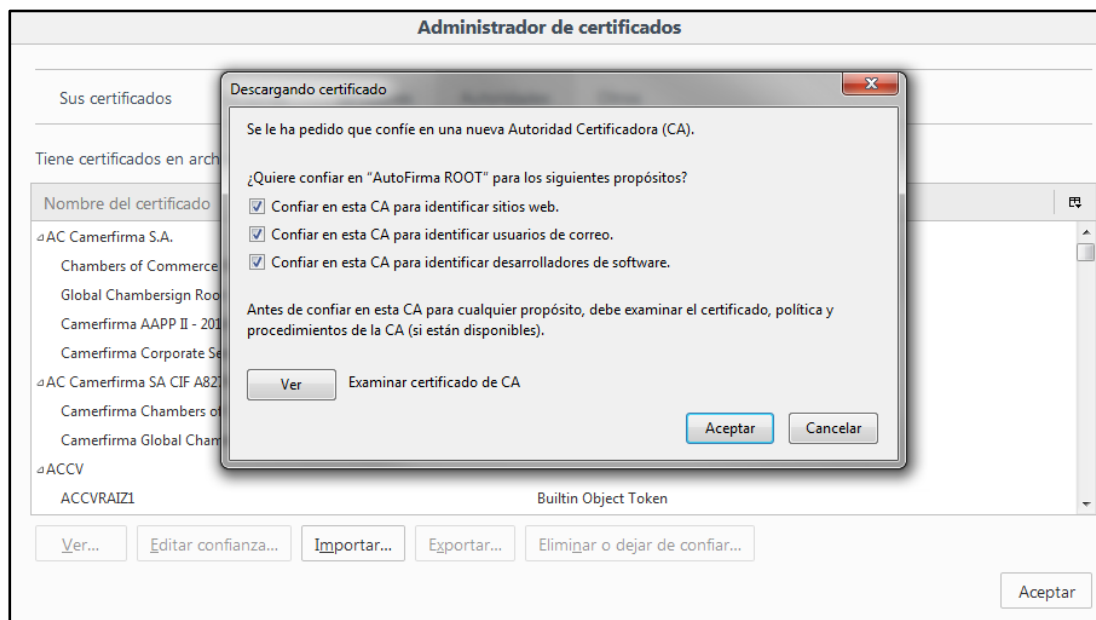 Administrador de certificados
Sus certificados
Descargando certificado
Se le ha pedido que confíe en una nueva Autoridad Certificadora (CA).
¿Quiere confiar en “AutoFirma ROOT” para los siguientes propósitos?
Confiar en esta CA para identificar sitios web.
Confiar en esta CA para identificar usuarios de correo.
Confiar en esta CA para identificar desarrolladores de software.
Antes de confiar en esta CA para cualquier propósito, debe examinar el certificado, política y
procedimientos de la CA (si están disponibles).
Ver Examinar certificado de CA
Aceptar Cancelar
Tiene certificados en arch
Nombre del certificado
AC Camerfirma S.A.
Chambers of Commerce
Global Chambersign Roo
Camerfirma AAPP II - 201
Camerfirma Corporate Se
AC Camerfirma SA CIF A827
Camerfirma Chambers of
Camerfirma Global Cham
ACCV
ACCVRAIZ1 Builtin Object Token
Ver... Editar confianza... Importar... Exportar... Eliminar o dejar de confiar...
Aceptar